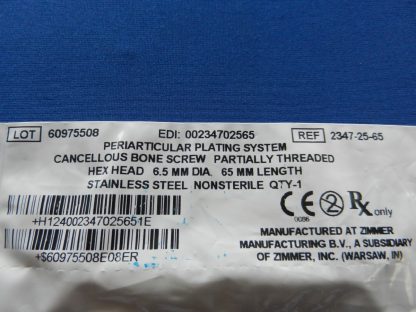 LOT 60975508 EDI: 00234702565 REF 2347-25-65
PERIARTICULAR PLATING SYSTEM
CANCELLOUS BONE SCREW PARTIALLY THREADED
HEX HEAD 6.5 MM DIA. 65 MM LENGTH
STAINLESS STEEL NONSTERILE QTY-1
+H124002347025651E
CE 2 Rx only
0086
MANUFACTURED AT ZIMMER
MANUFACTURING B.V., A SUBSIDIARY
OF ZIMMER, INC. (WARSAW, IN)
+$60975508E08ER